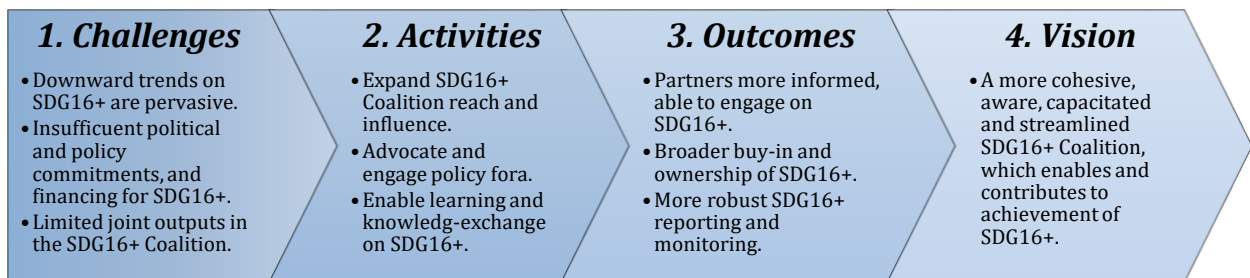 1. Challenges
• Downward trends on
SDG16+ are pervasive.
• Insufficuent political
and policy
commitments, and
financing for SDG16+.
• Limited joint outputs in
the SDG16+ Coalition.
2. Activities
• Expand SDG16+
Coalition reach and
influence.
• Advocate and
engage policy fora.
• Enable learning and
knowledg-exchange
on SDG16+.
3. Outcomes
• Partners more informed,
able to engage on
SDG16+.
• Broader buy-in and
ownership of SDG16+.
• More robust SDG16+
reporting and
monitoring.
4. Vision
• A more cohesive,
aware, capacitated
and streamlined
SDG16+ Coalition,
which enables and
contributes to
achievement of
SDG16+.